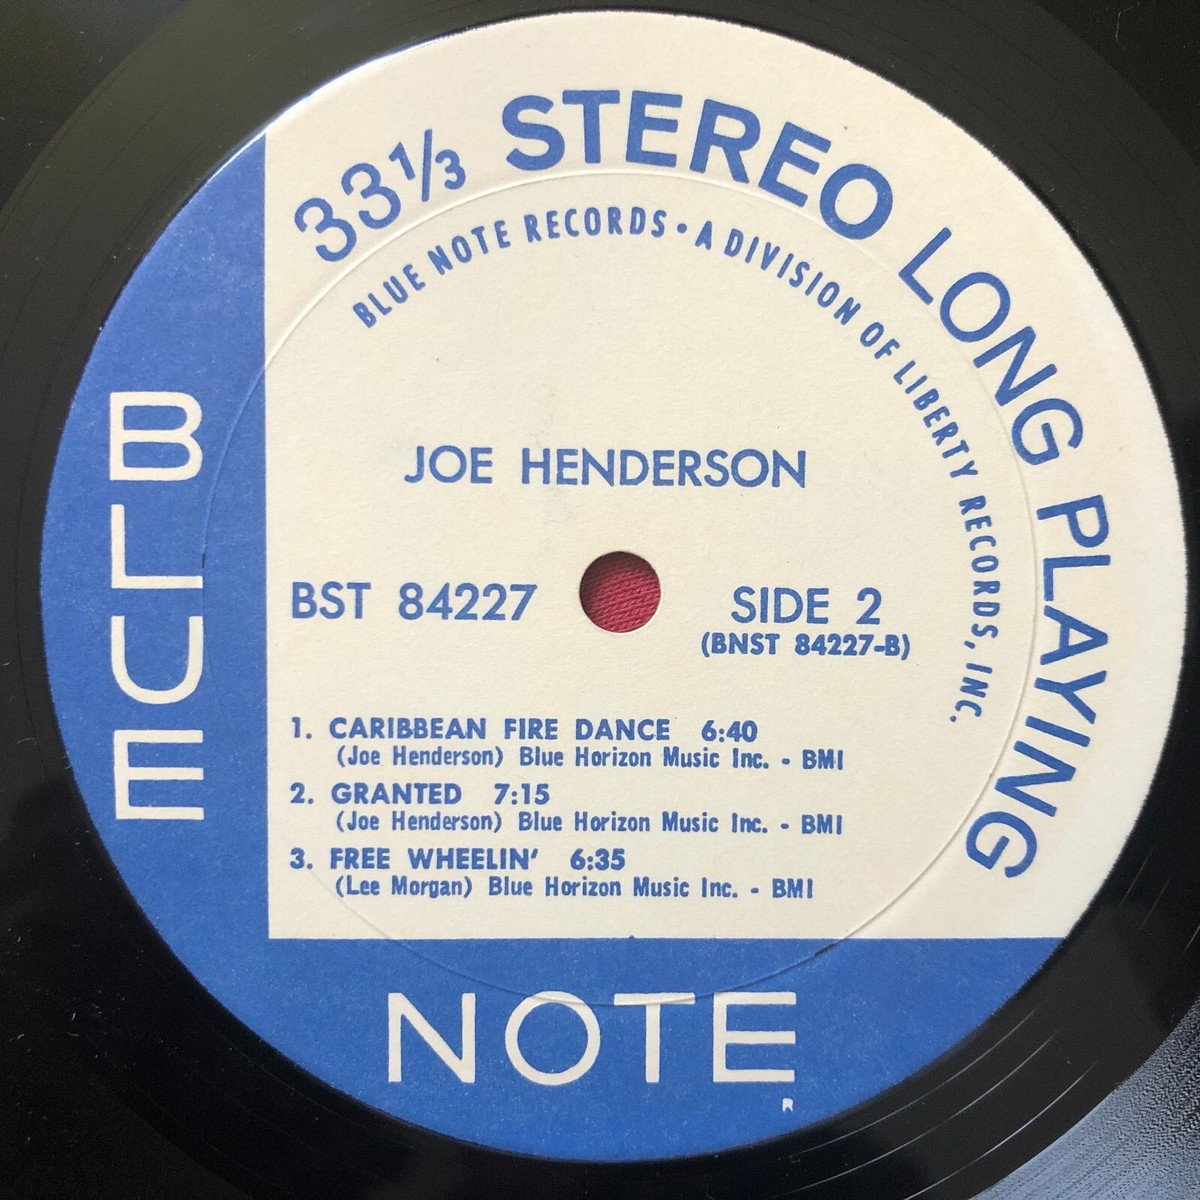 33⅓ STEREO LONG PLAYING
BLUE NOTE RECORDS • A DIVISION OF LIBERTY RECORDS, INC.
JOE HENDERSON
BST 84227
SIDE 2
(BNST 84227-B)
1. CARIBBEAN FIRE DANCE 6:40
(Joe Henderson) Blue Horizon Music Inc. - BMI
2. GRANTED 7:15
(Joe Henderson) Blue Horizon Music Inc. - BMI
3. FREE WHEELIN' 6:35
(Lee Morgan) Blue Horizon Music Inc. - BMI
BLUE
NOTE
R